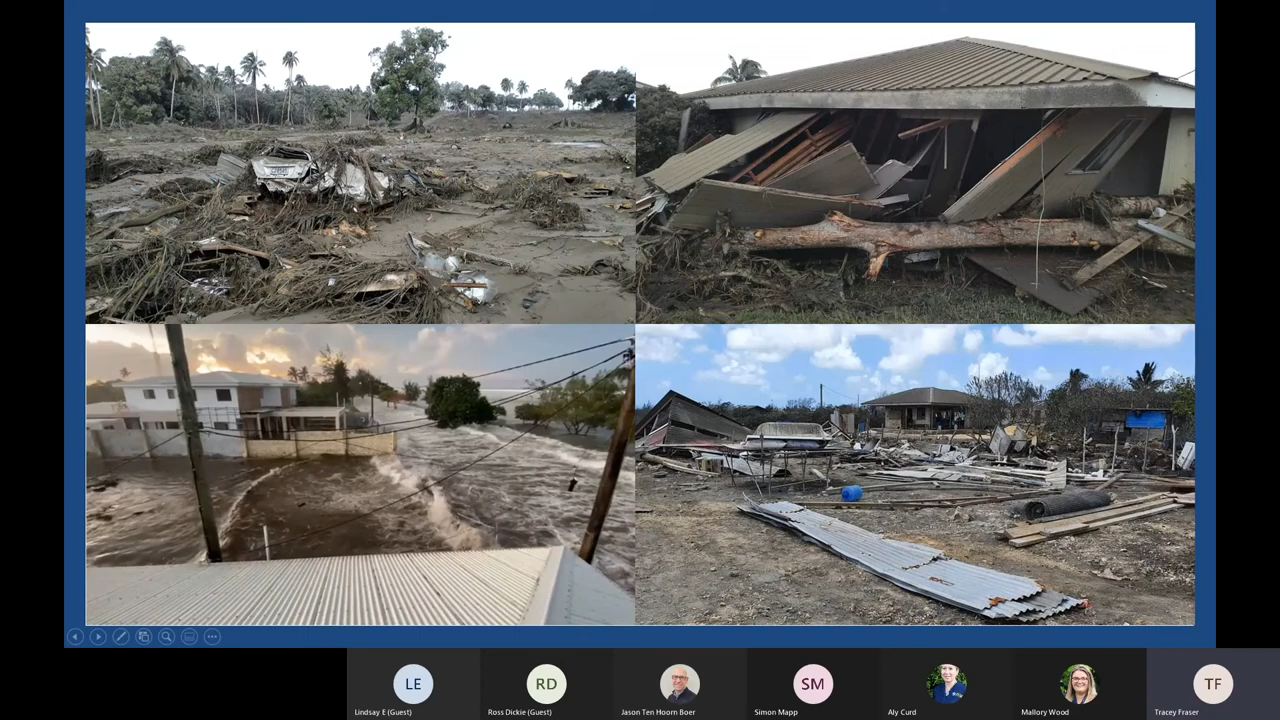 LE
RD
SM
TF
Lindsay E (Guest)
Ross Dickie (Guest)
Jason Ten Hoorn Boer
Simon Mapp
Aly Curd
Mallory Wood
Tracey Fraser